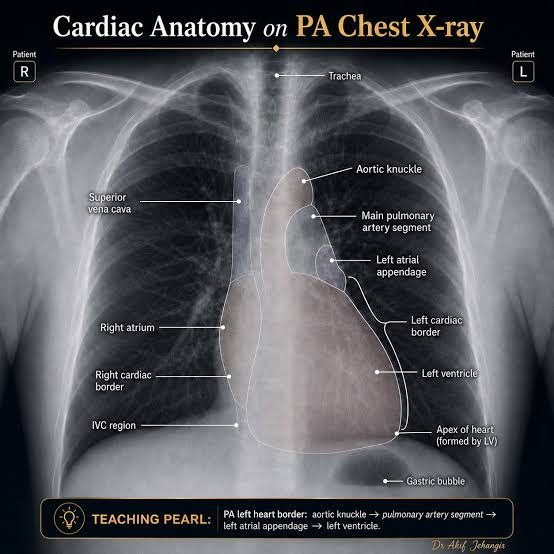 Cardiac Anatomy on PA Chest X-ray
Patient
R
Patient
L
Trachea
Aortic knuckle
Superior
vena cava
Main pulmonary
artery segment
Left atrial
appendage
Right atrium
Left cardiac
border
Right cardiac
border
Left ventricle
IVC region
Apex of heart
(formed by LV)
Gastric bubble
TEACHING PEARL:
PA left heart border: aortic knuckle → pulmonary artery segment →
left atrial appendage → left ventricle.
Dr Akif Jehangir